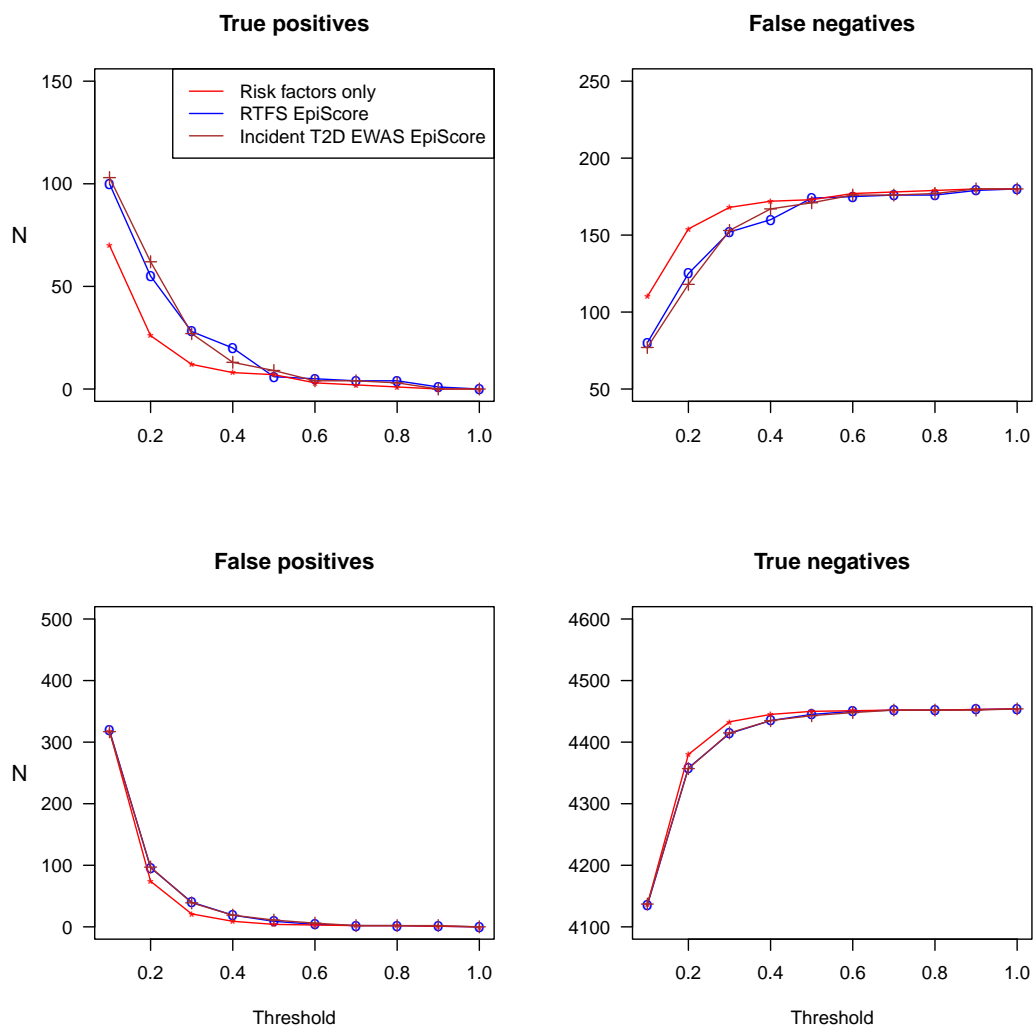 True positives
False negatives
150
100
50
0
N
Risk factors only
RTFS EpiScore
Incident T2D EWAS EpiScore
0.2 0.4 0.6 0.8 1.0
250
200
150
100
50
0.2 0.4 0.6 0.8 1.0
False positives
True negatives
500
400
300
200
100
0
N
0.2 0.4 0.6 0.8 1.0
Threshold
4600
4500
4400
4300
4200
4100
0.2 0.4 0.6 0.8 1.0
Threshold